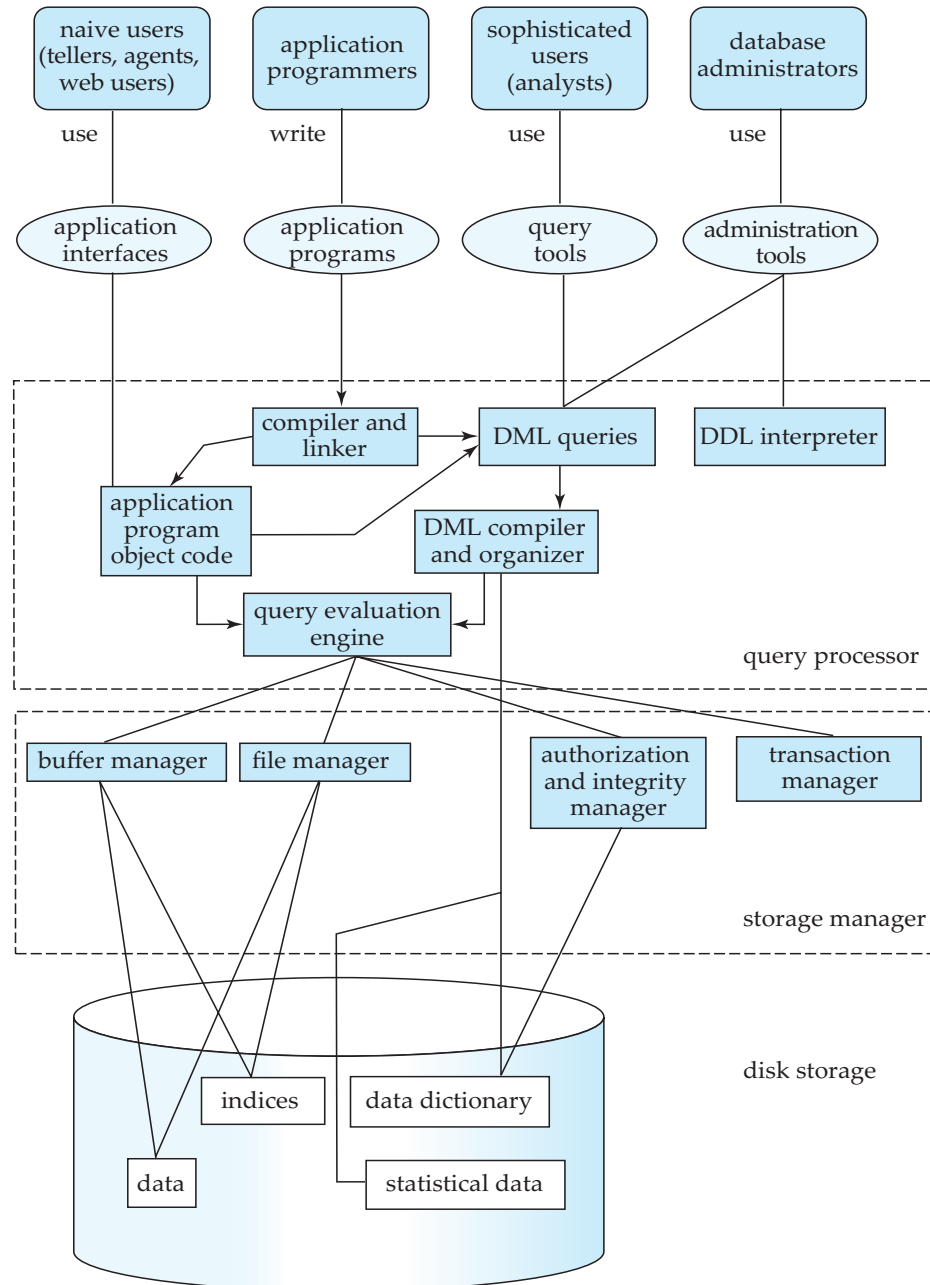 naive users
(tellers, agents,
web users)
application
programmers
sophisticated
users
(analysts)
database
administrators
use
write
use
use
application
interfaces
application
programs
query
tools
administration
tools
compiler and
linker
DML queries
DDL interpreter
application
program
object code
DML compiler
and organizer
query evaluation
engine
query processor
buffer manager
file manager
authorization
and integrity
manager
transaction
manager
storage manager
disk storage
indices
data dictionary
data
statistical data